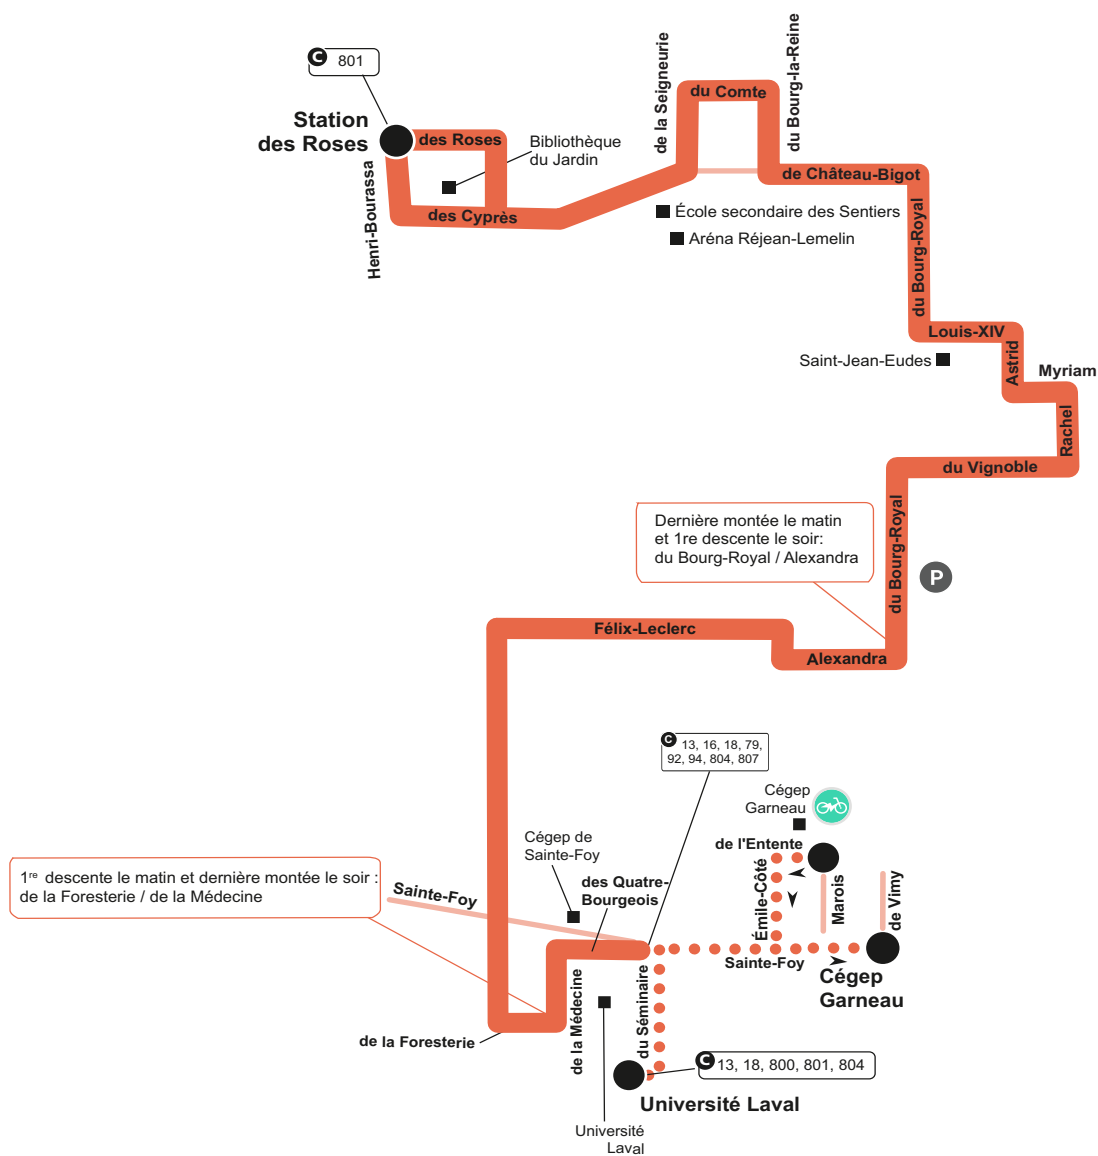 C 801
Station
des Roses
des Roses
Bibliothèque
du Jardin
Henri-Bourassa
des Cyprès
de la Seigneurie
du Comte
du Bourg-la-Reine
de Château-Bigot
École secondaire des Sentiers
Aréna Réjean-Lemelin
du Bourg-Royal
Louis-XIV
Saint-Jean-Eudes
Astrid
Myriam
Rachel
du Vignoble
Dernière montée le matin
et 1re descente le soir:
du Bourg-Royal / Alexandra
du Bourg-Royal
P
Félix-Leclerc
Alexandra
C 13, 16, 18, 79,
92, 94, 804, 807
Cégep
Garneau
Cégep de
Sainte-Foy
de l'Entente
1re descente le matin et dernière montée le soir :
de la Foresterie / de la Médecine
Sainte-Foy
des Quatre-
Bourgeois
Émile-Côté
Marois
de Vimy
Sainte-Foy
Cégep
Garneau
de la Médecine
du Séminaire
de la Foresterie
C 13, 18, 800, 801, 804
Université Laval
Université
Laval